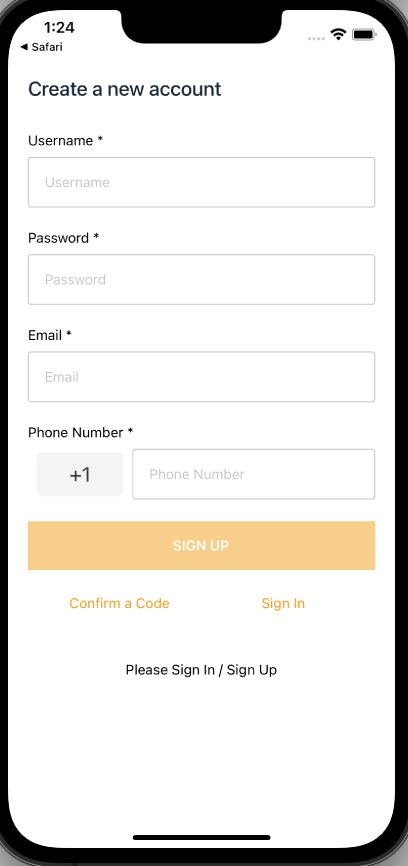 1:24
◀ Safari
Create a new account
Username *
Username
Password *
Password
Email *
Email
Phone Number *
+1 Phone Number
SIGN UP
Confirm a Code Sign In
Please Sign In / Sign Up